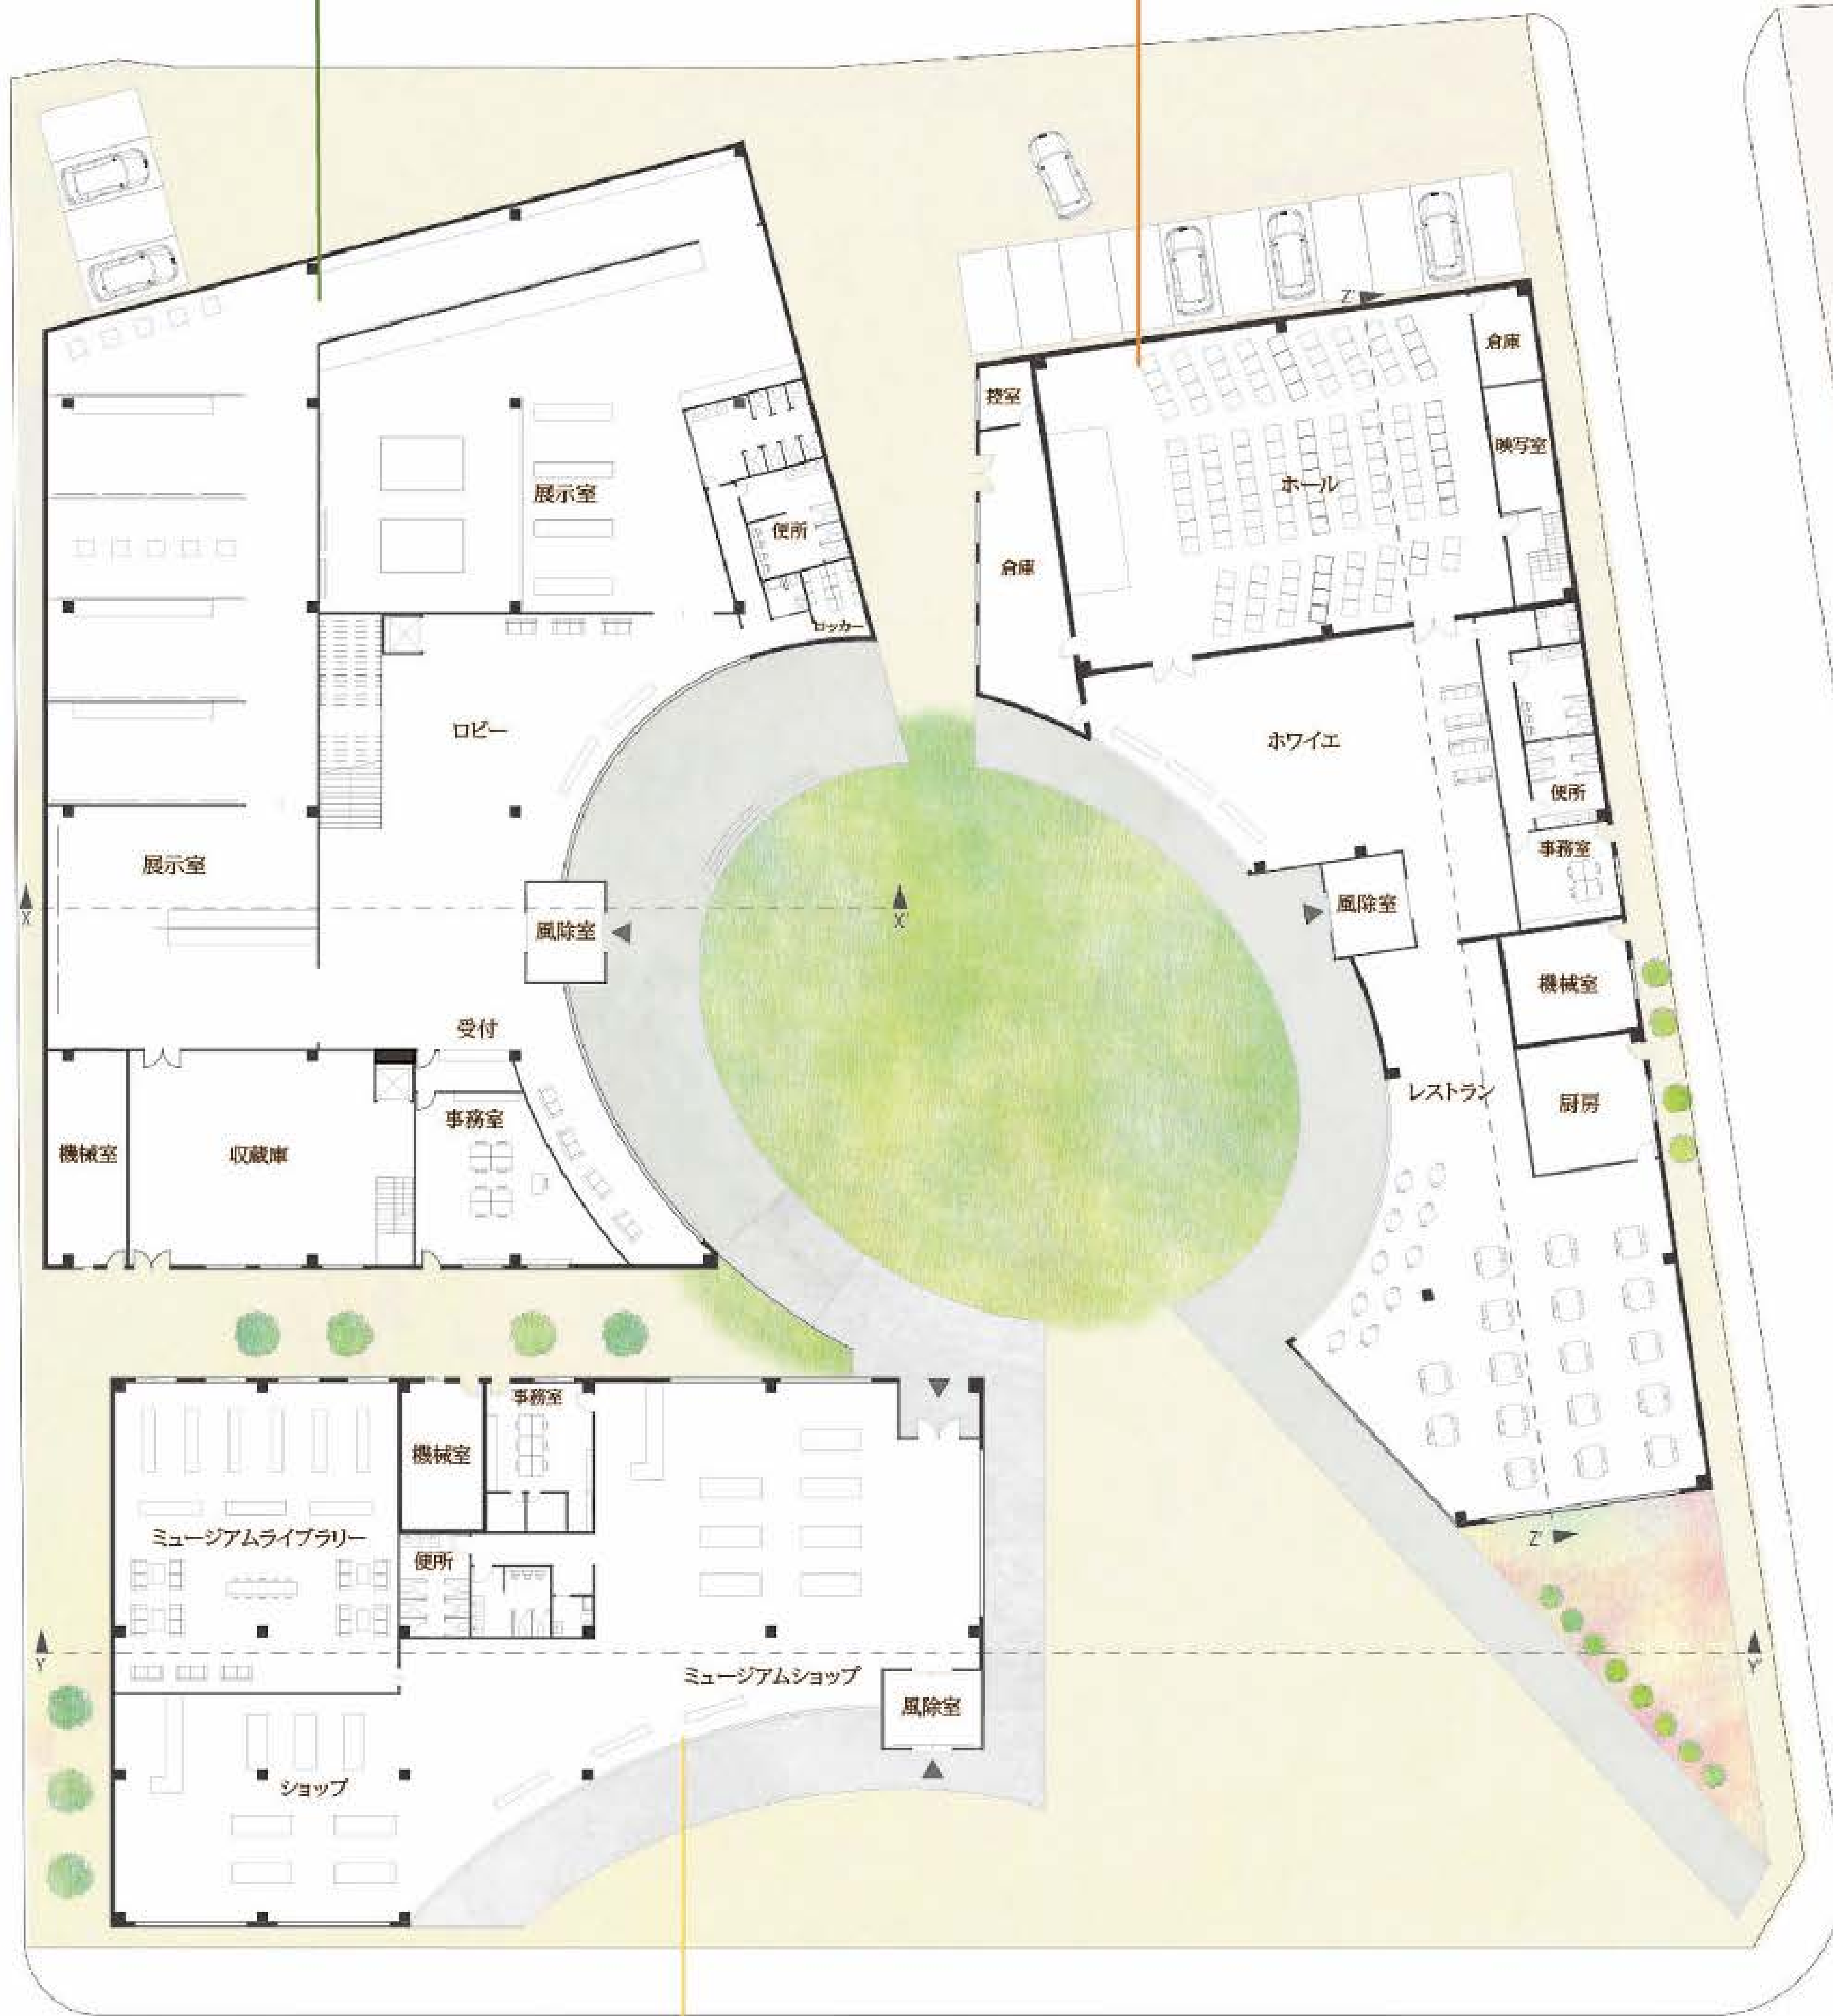 Z'
倉庫
控室
映写室
ホール
展示室
便所
倉庫
ロッカー
ロビー
ホワイエ
便所
事務室
展示室
風除室
X
X'
風除室
機械室
受付
レストラン
厨房
事務室
機械室
収蔵庫
事務室
機械室
ミュージアムライブラリー
便所
Z'
Y
Y'
ミュージアムショップ
風除室
ショップ